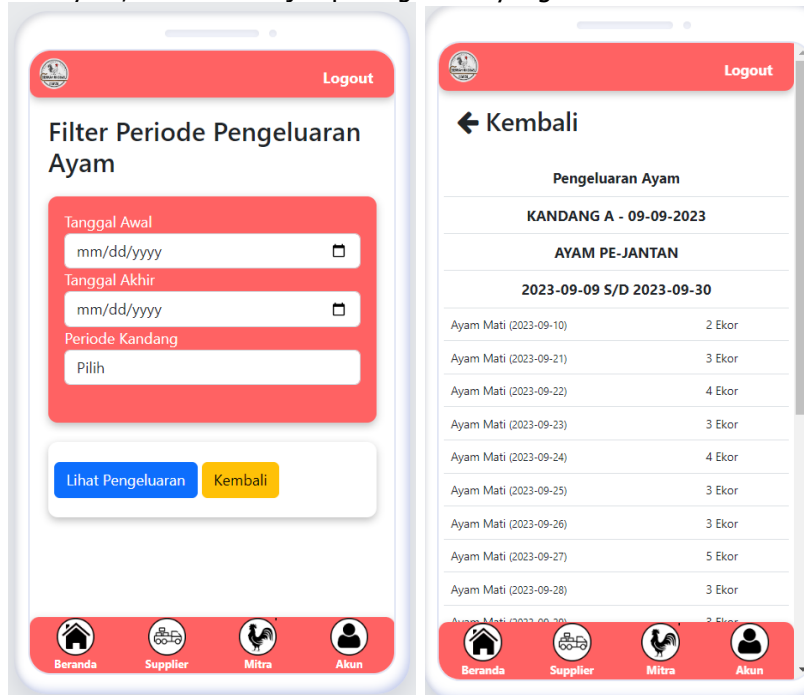 Logout
Filter Periode Pengeluaran
Ayam
Tanggal Awal
mm/dd/yyyy
Tanggal Akhir
mm/dd/yyyy
Periode Kandang
Pilih
Lihat Pengeluaran
Kembali
Beranda
Supplier
Mitra
Akun
Logout
Kembali
Pengeluaran Ayam
KANDANG A - 09-09-2023
AYAM PE-JANTAN
2023-09-09 S/D 2023-09-30
Ayam Mati (2023-09-10) 2 Ekor
Ayam Mati (2023-09-21) 3 Ekor
Ayam Mati (2023-09-22) 4 Ekor
Ayam Mati (2023-09-23) 3 Ekor
Ayam Mati (2023-09-24) 4 Ekor
Ayam Mati (2023-09-25) 3 Ekor
Ayam Mati (2023-09-26) 3 Ekor
Ayam Mati (2023-09-27) 5 Ekor
Ayam Mati (2023-09-28) 3 Ekor
Beranda
Supplier
Mitra
Akun